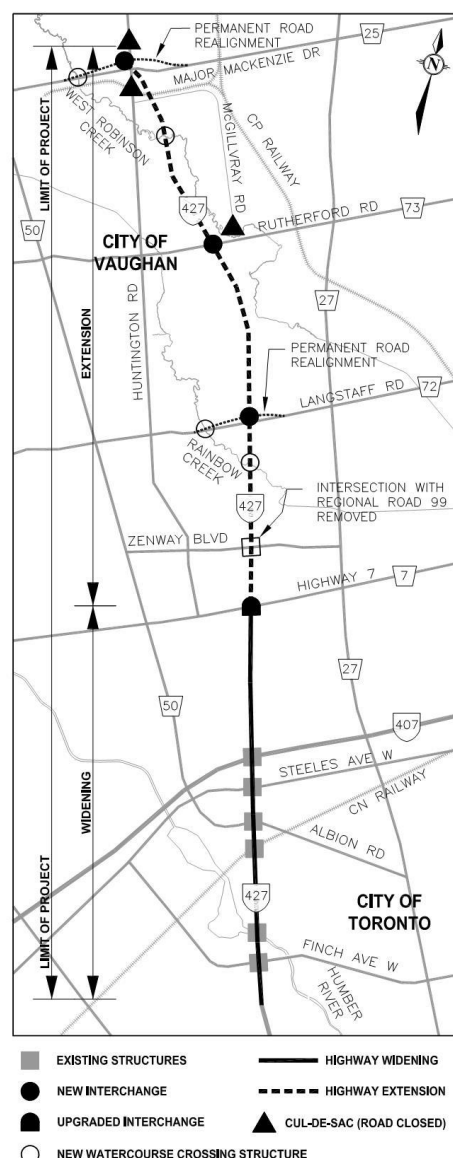 PERMANENT ROAD
REALIGNMENT
25
MAJOR MACKENZIE DR
N
WEST ROBINSON
CREEK
McGILLVRAY RD
CP RAILWAY
LIMIT OF PROJECT
50
427
RUTHERFORD RD
73
CITY OF
VAUGHAN
27
EXTENSION
HUNTINGTON RD
PERMANENT ROAD
REALIGNMENT
LANGSTAFF RD
72
RAINBOW
CREEK
INTERSECTION WITH
REGIONAL ROAD 99
REMOVED
427
ZENWAY BLVD
HIGHWAY 7
7
27
50
407
STEELES AVE W
CN RAILWAY
WIDENING
ALBION RD
427
CITY OF
TORONTO
LIMIT OF PROJECT
FINCH AVE W
HUMBER
RIVER
EXISTING STRUCTURES
HIGHWAY WIDENING
NEW INTERCHANGE
HIGHWAY EXTENSION
UPGRADED INTERCHANGE
CUL-DE-SAC (ROAD CLOSED)
NEW WATERCOURSE CROSSING STRUCTURE